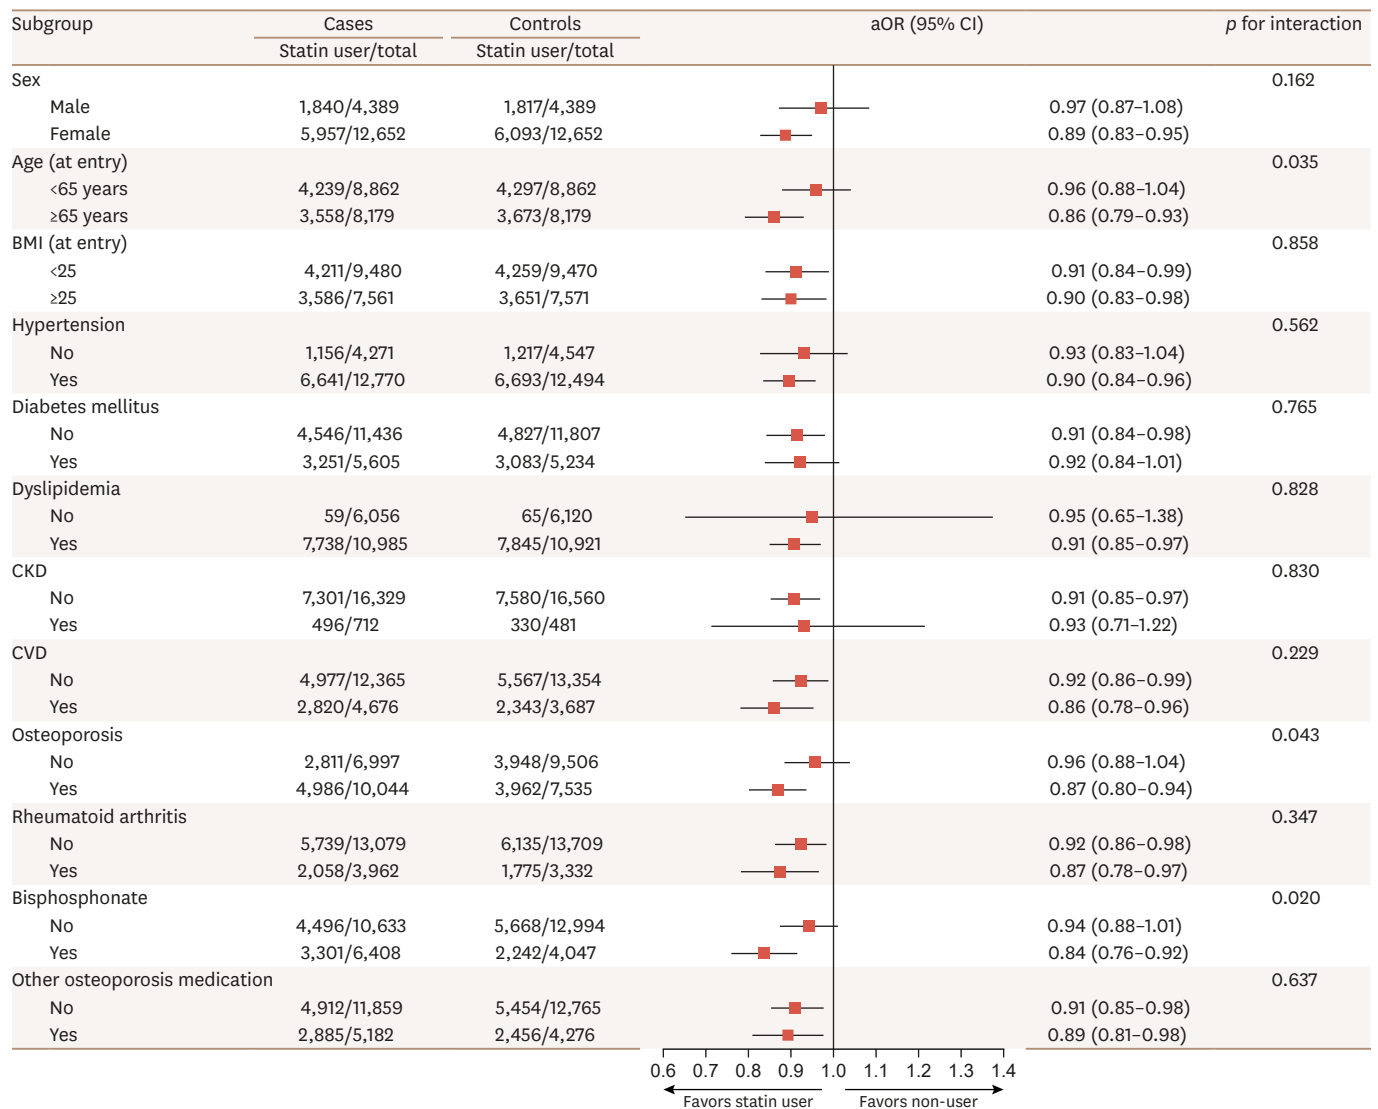 Subgroup Cases Controls aOR (95% CI) p for interaction
Statin user/total Statin user/total
Sex 0.162
Male 1,840/4,389 1,817/4,389 0.97 (0.87–1.08)
Female 5,957/12,652 6,093/12,652 0.89 (0.83–0.95)
Age (at entry) 0.035
<65 years 4,239/8,862 4,297/8,862 0.96 (0.88–1.04)
≥65 years 3,558/8,179 3,673/8,179 0.86 (0.79–0.93)
BMI (at entry) 0.858
<25 4,211/9,480 4,259/9,470 0.91 (0.84–0.99)
≥25 3,586/7,561 3,651/7,571 0.90 (0.83–0.98)
Hypertension 0.562
No 1,156/4,271 1,217/4,547 0.93 (0.83–1.04)
Yes 6,641/12,770 6,693/12,494 0.90 (0.84–0.96)
Diabetes mellitus 0.765
No 4,546/11,436 4,827/11,807 0.91 (0.84–0.98)
Yes 3,251/5,605 3,083/5,234 0.92 (0.84–1.01)
Dyslipidemia 0.828
No 59/6,056 65/6,120 0.95 (0.65–1.38)
Yes 7,738/10,985 7,845/10,921 0.91 (0.85–0.97)
CKD 0.830
No 7,301/16,329 7,580/16,560 0.91 (0.85–0.97)
Yes 496/712 330/481 0.93 (0.71–1.22)
CVD 0.229
No 4,977/12,365 5,567/13,354 0.92 (0.86–0.99)
Yes 2,820/4,676 2,343/3,687 0.86 (0.78–0.96)
Osteoporosis 0.043
No 2,811/6,997 3,948/9,506 0.96 (0.88–1.04)
Yes 4,986/10,044 3,962/7,535 0.87 (0.80–0.94)
Rheumatoid arthritis 0.347
No 5,739/13,079 6,135/13,709 0.92 (0.86–0.98)
Yes 2,058/3,962 1,775/3,332 0.87 (0.78–0.97)
Bisphosphonate 0.020
No 4,496/10,633 5,668/12,994 0.94 (0.88–1.01)
Yes 3,301/6,408 2,242/4,047 0.84 (0.76–0.92)
Other osteoporosis medication 0.637
No 4,912/11,859 5,454/12,765 0.91 (0.85–0.98)
Yes 2,885/5,182 2,456/4,276 0.89 (0.81–0.98)
0.6 0.7 0.8 0.9 1.0 1.1 1.2 1.3 1.4
Favors statin user Favors non-user